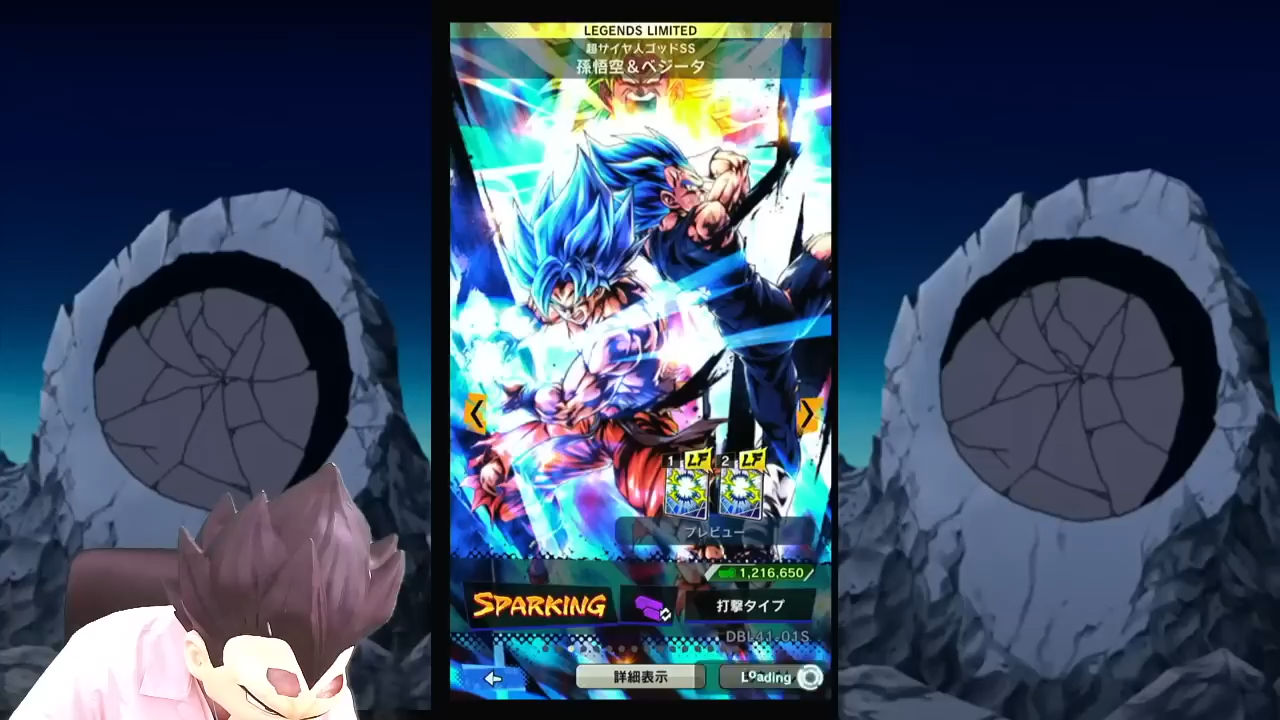 LEGENDS LIMITED
超サイヤ人ゴッドSS
孫悟空&ベジータ
1 LF 2 LF
プレビュー
1,216,650
SPARKING
打撃タイプ
DBL41-01S
詳細表示
Loading